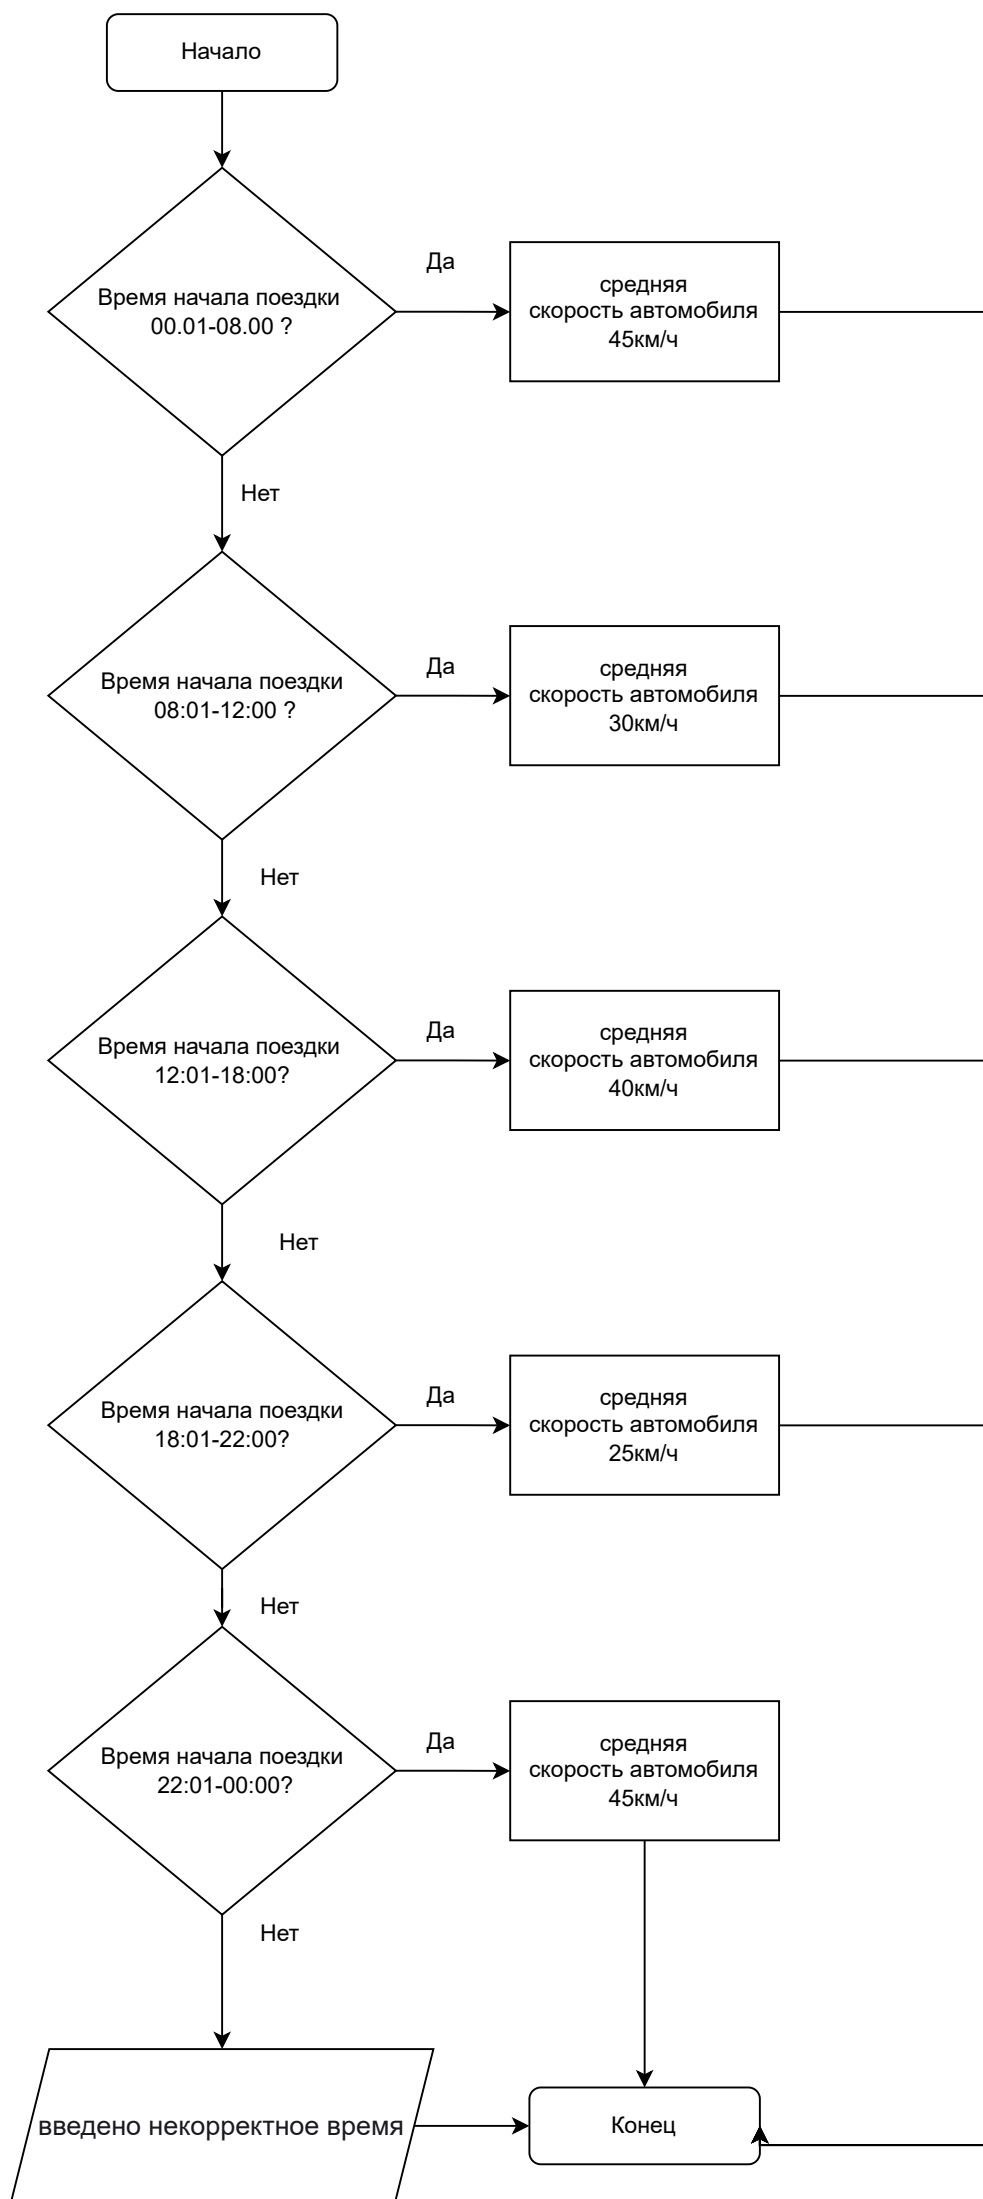 Начало
Время начала поездки
00.01-08.00 ?
Да
средняя
скорость автомобиля
45км/ч
Нет
Время начала поездки
08:01-12:00 ?
Да
средняя
скорость автомобиля
30км/ч
Нет
Время начала поездки
12:01-18:00?
Да
средняя
скорость автомобиля
40км/ч
Нет
Время начала поездки
18:01-22:00?
Да
средняя
скорость автомобиля
25км/ч
Нет
Время начала поездки
22:01-00:00?
Да
средняя
скорость автомобиля
45км/ч
Нет
введено некорректное время
Конец